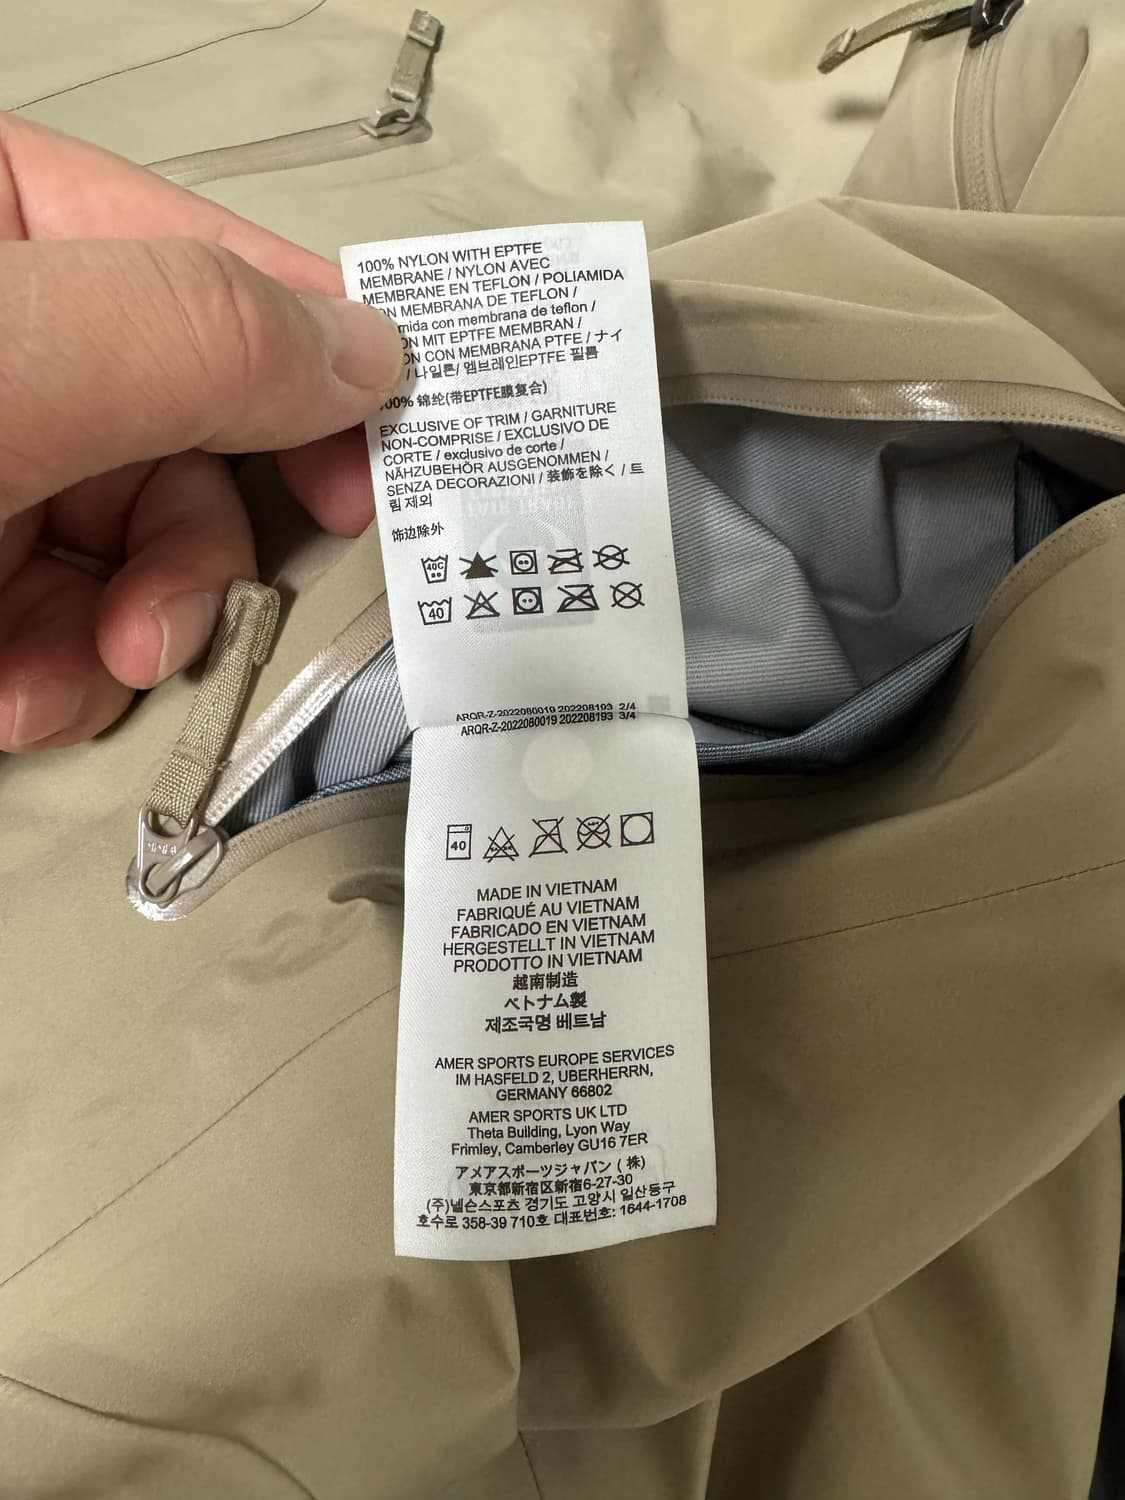 100% NYLON WITH EPTFE
MEMBRANE / NYLON AVEC
MEMBRANE EN TEFLON / POLIAMIDA
ON MEMBRANA DE TEFLON /
mida con membrana de teflon /
ON MIT EPTFE MEMBRAN /
ON CON MEMBRANA PTFE / ナイ
/ 나일론/ 엠브레인EPTFE 필름
100% 锦纶(带EPTFE膜复合)
EXCLUSIVE OF TRIM / GARNITURE
NON-COMPRISE / EXCLUSIVO DE
CORTE / exclusivo de corte /
NÄHZUBEHÖR AUSGENOMMEN /
SENZA DECORAZIONI / 装飾を除く / 트
림 제외
饰边除外
40C
40
ARQR-Z-2022080019 202208193 2/4
ARQR-Z-2022080019 202208193 3/4
40
MADE IN VIETNAM
FABRIQUÉ AU VIETNAM
FABRICADO EN VIETNAM
HERGESTELLT IN VIETNAM
PRODOTTO IN VIETNAM
越南制造
ベトナム製
제조국명 베트남
AMER SPORTS EUROPE SERVICES
IM HASFELD 2, UBERHERRN,
GERMANY 66802
AMER SPORTS UK LTD
Theta Building, Lyon Way
Frimley, Camberley GU16 7ER
アメアスポーツジャパン ( 株)
東京都新宿区新宿6-27-30
(주)넬슨스포츠 경기도 고양시 일산동구
호수로 358-39 710호 대표번호: 1644-1708